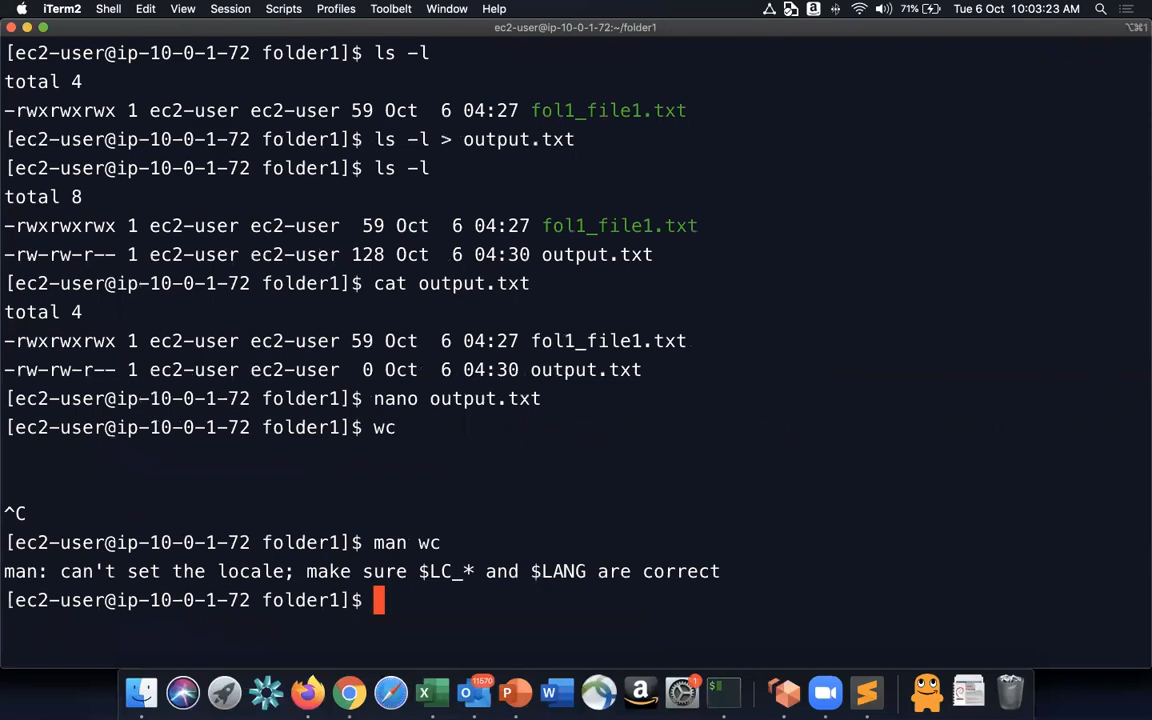 iTerm2 Shell Edit View Session Scripts Profiles Toolbelt Window Help 71% Tue 6 Oct 10:03:23 AM
ec2-user@ip-10-0-1-72:~/folder1 ⌥⌘1
[ec2-user@ip-10-0-1-72 folder1]$ ls -l
total 4
-rwxrwxrwx 1 ec2-user ec2-user 59 Oct  6 04:27 fol1_file1.txt
[ec2-user@ip-10-0-1-72 folder1]$ ls -l > output.txt
[ec2-user@ip-10-0-1-72 folder1]$ ls -l
total 8
-rwxrwxrwx 1 ec2-user ec2-user  59 Oct  6 04:27 fol1_file1.txt
-rw-rw-r-- 1 ec2-user ec2-user 128 Oct  6 04:30 output.txt
[ec2-user@ip-10-0-1-72 folder1]$ cat output.txt
total 4
-rwxrwxrwx 1 ec2-user ec2-user 59 Oct  6 04:27 fol1_file1.txt
-rw-rw-r-- 1 ec2-user ec2-user  0 Oct  6 04:30 output.txt
[ec2-user@ip-10-0-1-72 folder1]$ nano output.txt
[ec2-user@ip-10-0-1-72 folder1]$ wc
^C
[ec2-user@ip-10-0-1-72 folder1]$ man wc
man: can't set the locale; make sure $LC_* and $LANG are correct
[ec2-user@ip-10-0-1-72 folder1]$
11570
1